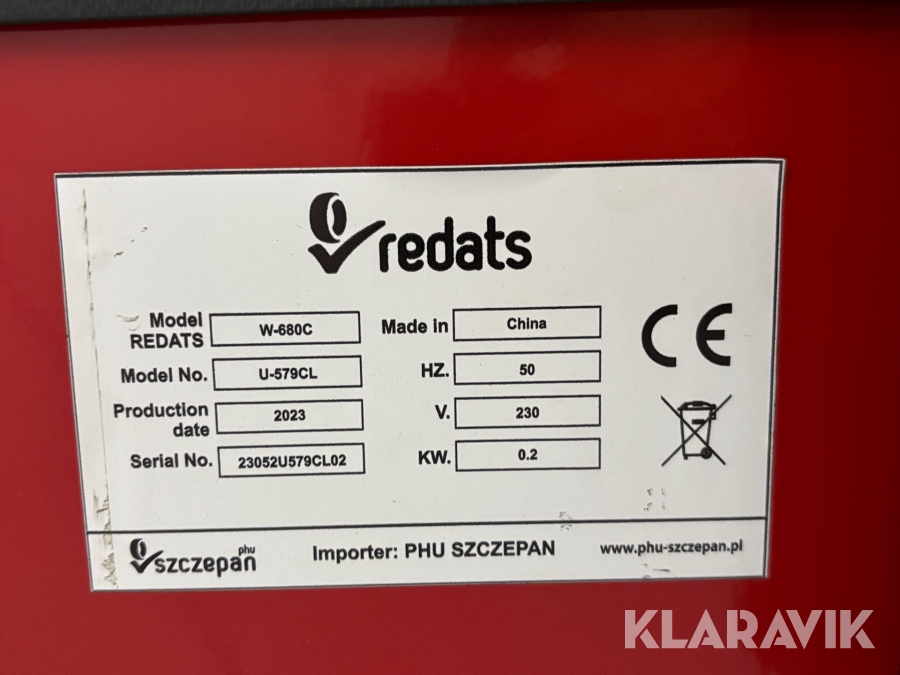 redats
Model REDATS W-680C
Model No. U-579CL
Production date 2023
Serial No. 23052U579CL02
Made in China
HZ. 50
V. 230
KW. 0.2
CE
phu szczepan
Importer: PHU SZCZEPAN
www.phu-szczepan.pl
KLARAVIK